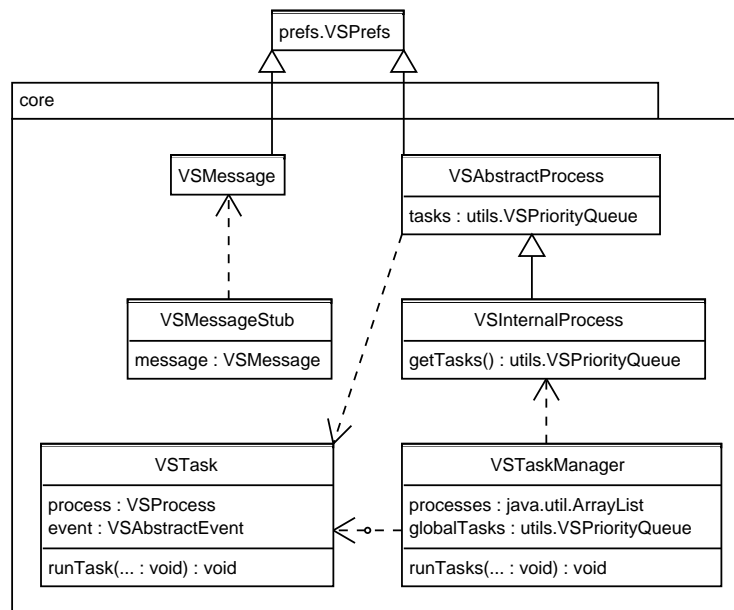 prefs.VSPrefs
core
VSMessage
VSAbstractProcess
tasks : utils.VSPriorityQueue
VSMessageStub
message : VSMessage
VSInternalProcess
getTasks() : utils.VSPriorityQueue
VSTask
process : VSProcess
event : VSAbstractEvent
runTask(... : void) : void
VSTaskManager
processes : java.util.ArrayList
globalTasks : utils.VSPriorityQueue
runTasks(... : void) : void